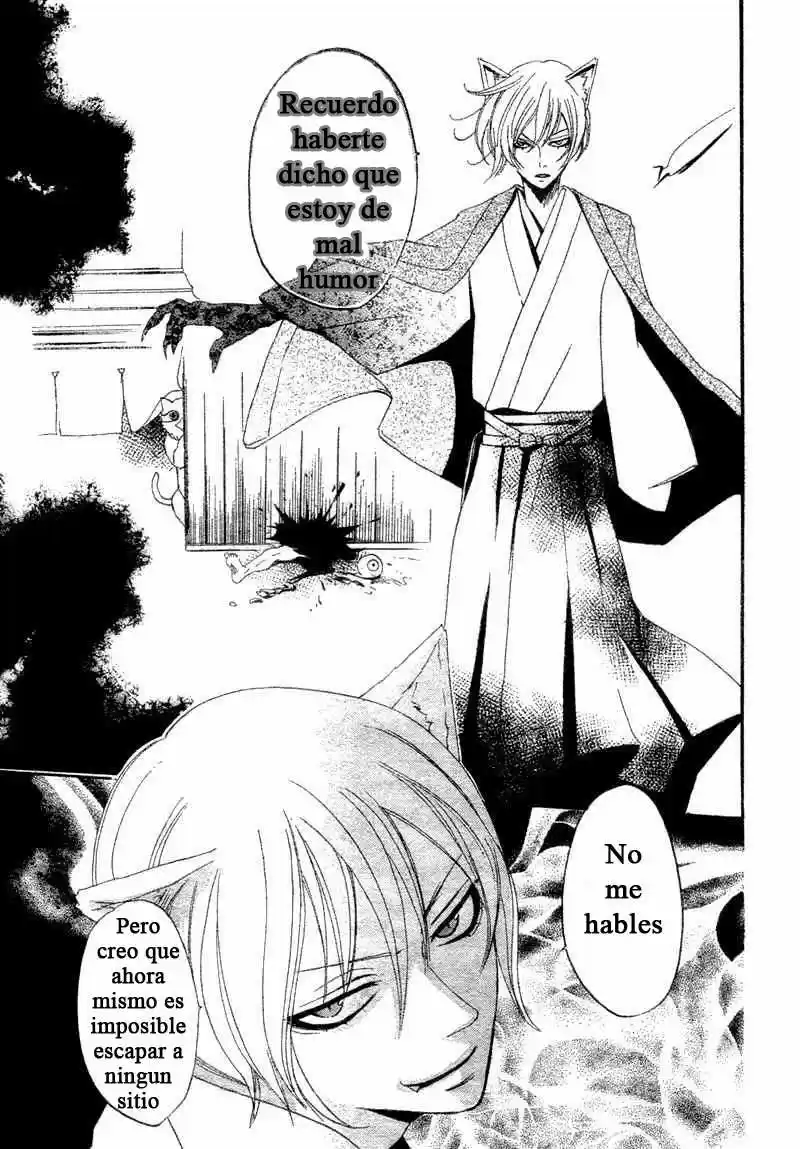 Recuerdo
haberte
dicho que
estoy de
mal
humor
No
me
hables
Pero
creo que
ahora
mismo es
imposible
escapar a
ningun
sitio